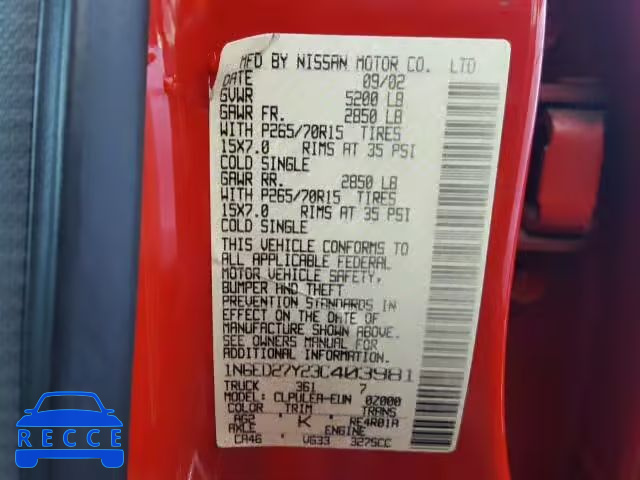 MFD BY NISSAN MOTOR CO. LTD
DATE 09/02
GVWR 5200 LB
GAWR FR. 2850 LB
WITH P265/70R15 TIRES
15X7.0 RIMS AT 35 PSI
COLD SINGLE
GAWR RR. 2850 LB
WITH P265/70R15 TIRES
15X7.0 RIMS AT 35 PSI
COLD SINGLE
THIS VEHICLE CONFORMS TO
ALL APPLICABLE FEDERAL
MOTOR VEHICLE SAFETY,
BUMPER AND THEFT
PREVENTION STANDARDS IN
EFFECT ON THE DATE OF
MANUFACTURE SHOWN ABOVE.
SEE OWNERS MANUAL
1N6ED27Y23C403981
TRUCK 361 7
MODEL: CLPULEA-EUN 02000
COLOR TRIM TRANS
AG2 K RE4R01A
AXLE ENGINE
CA46 VG33 3275CC
RECCE